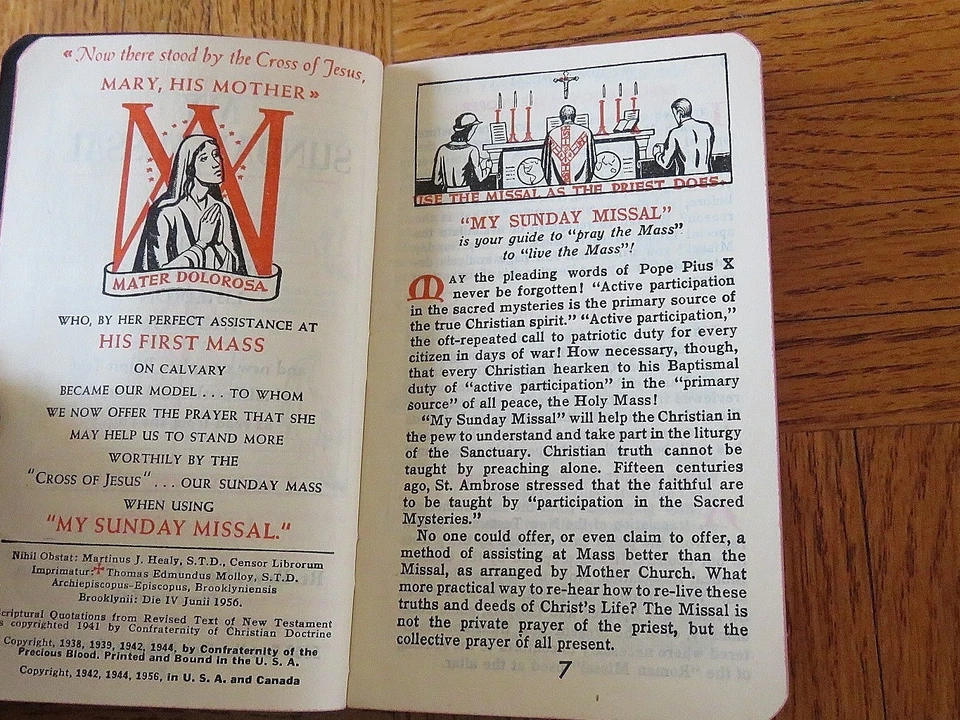 « Now there stood by the Cross of Jesus,
MARY, HIS MOTHER»
M
MATER DOLOROSA
WHO, BY HER PERFECT ASSISTANCE AT
HIS FIRST MASS
ON CALVARY
BECAME OUR MODEL . . . TO WHOM
WE NOW OFFER THE PRAYER THAT SHE
MAY HELP US TO STAND MORE
WORTHILY BY THE
"CROSS OF JESUS" . . . OUR SUNDAY MASS
WHEN USING
"MY SUNDAY MISSAL."
Nihil Obstat: Martinus J. Healy, S.T.D., Censor Librorum
Imprimatur: ✠ Thomas Edmundus Molloy, S.T.D.
Archiepiscopus-Episcopus, Brooklyniensis
Brooklynii: Die IV Junii 1956.
Scriptural Quotations from Revised Text of New Testament
copyrighted 1941 by Confraternity of Christian Doctrine
Copyright, 1938, 1939, 1942, 1944, by Confraternity of the
Precious Blood. Printed and Bound in the U. S. A.
Copyright, 1942, 1944, 1956, in U. S. A. and Canada
USE THE MISSAL AS THE PRIEST DOES.
"MY SUNDAY MISSAL"
is your guide to "pray the Mass"
to "live the Mass"!
MAY the pleading words of Pope Pius X
never be forgotten! "Active participation
in the sacred mysteries is the primary source of
the true Christian spirit." "Active participation,"
the oft-repeated call to patriotic duty for every
citizen in days of war! How necessary, though,
that every Christian hearken to his Baptismal
duty of "active participation" in the "primary
source" of all peace, the Holy Mass!
"My Sunday Missal" will help the Christian in
the pew to understand and take part in the liturgy
of the Sanctuary. Christian truth cannot be
taught by preaching alone. Fifteen centuries
ago, St. Ambrose stressed that the faithful are
to be taught by "participation in the Sacred
Mysteries."
No one could offer, or even claim to offer, a
method of assisting at Mass better than the
Missal, as arranged by Mother Church. What
more practical way to re-hear how to re-live these
truths and deeds of Christ's Life? The Missal is
not the private prayer of the priest, but the
collective prayer of all present.
7